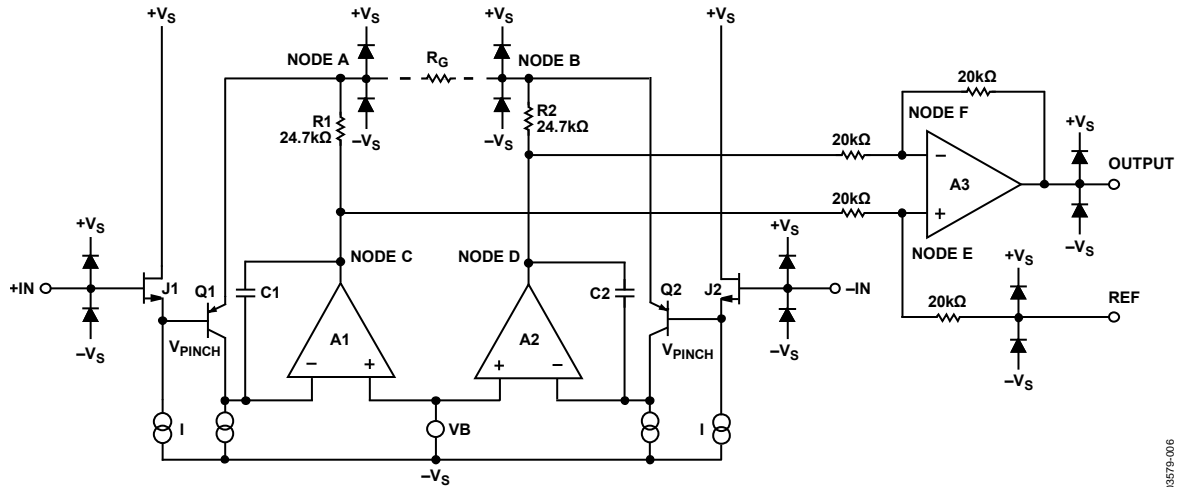 +VS
+VS
+VS
+VS
NODE A
RG
NODE B
R1
24.7kΩ
−VS
−VS
R2
24.7kΩ
20kΩ
NODE F
20kΩ
+VS
OUTPUT
−
A3
+
20kΩ
−VS
NODE E
+VS
+IN
−VS
J1
Q1
VPINCH
C1
NODE C
A1
−
+
NODE D
A2
+
−
C2
Q2
VPINCH
J2
+VS
−IN
−VS
+VS
20kΩ
REF
−VS
I
VB
I
−VS
03579-006